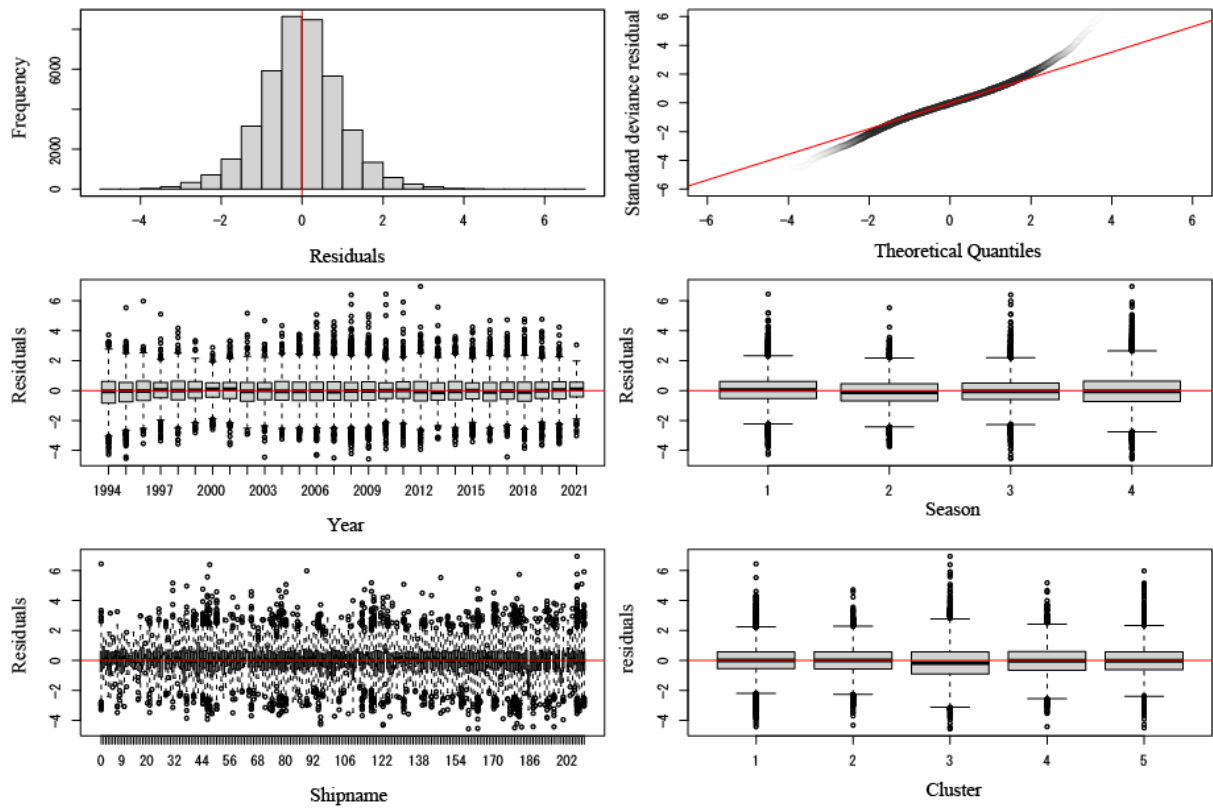 Frequency
6000
2000
0
−4 −2 0 2 4 6
Residuals
Standard deviance residual
6
4
2
0
−2
−4
−6
−6 −4 −2 0 2 4 6
Theoretical Quantiles
Residuals
6
4
2
0
−2
−4
1994 1997 2000 2003 2006 2009 2012 2015 2018 2021
Year
Residuals
6
4
2
0
−2
−4
1 2 3 4
Season
Residuals
6
4
2
0
−2
−4
0 9 20 32 44 56 68 80 92 106 122 138 154 170 186 202
Shipname
residuals
6
4
2
0
−2
−4
1 2 3 4 5
Cluster